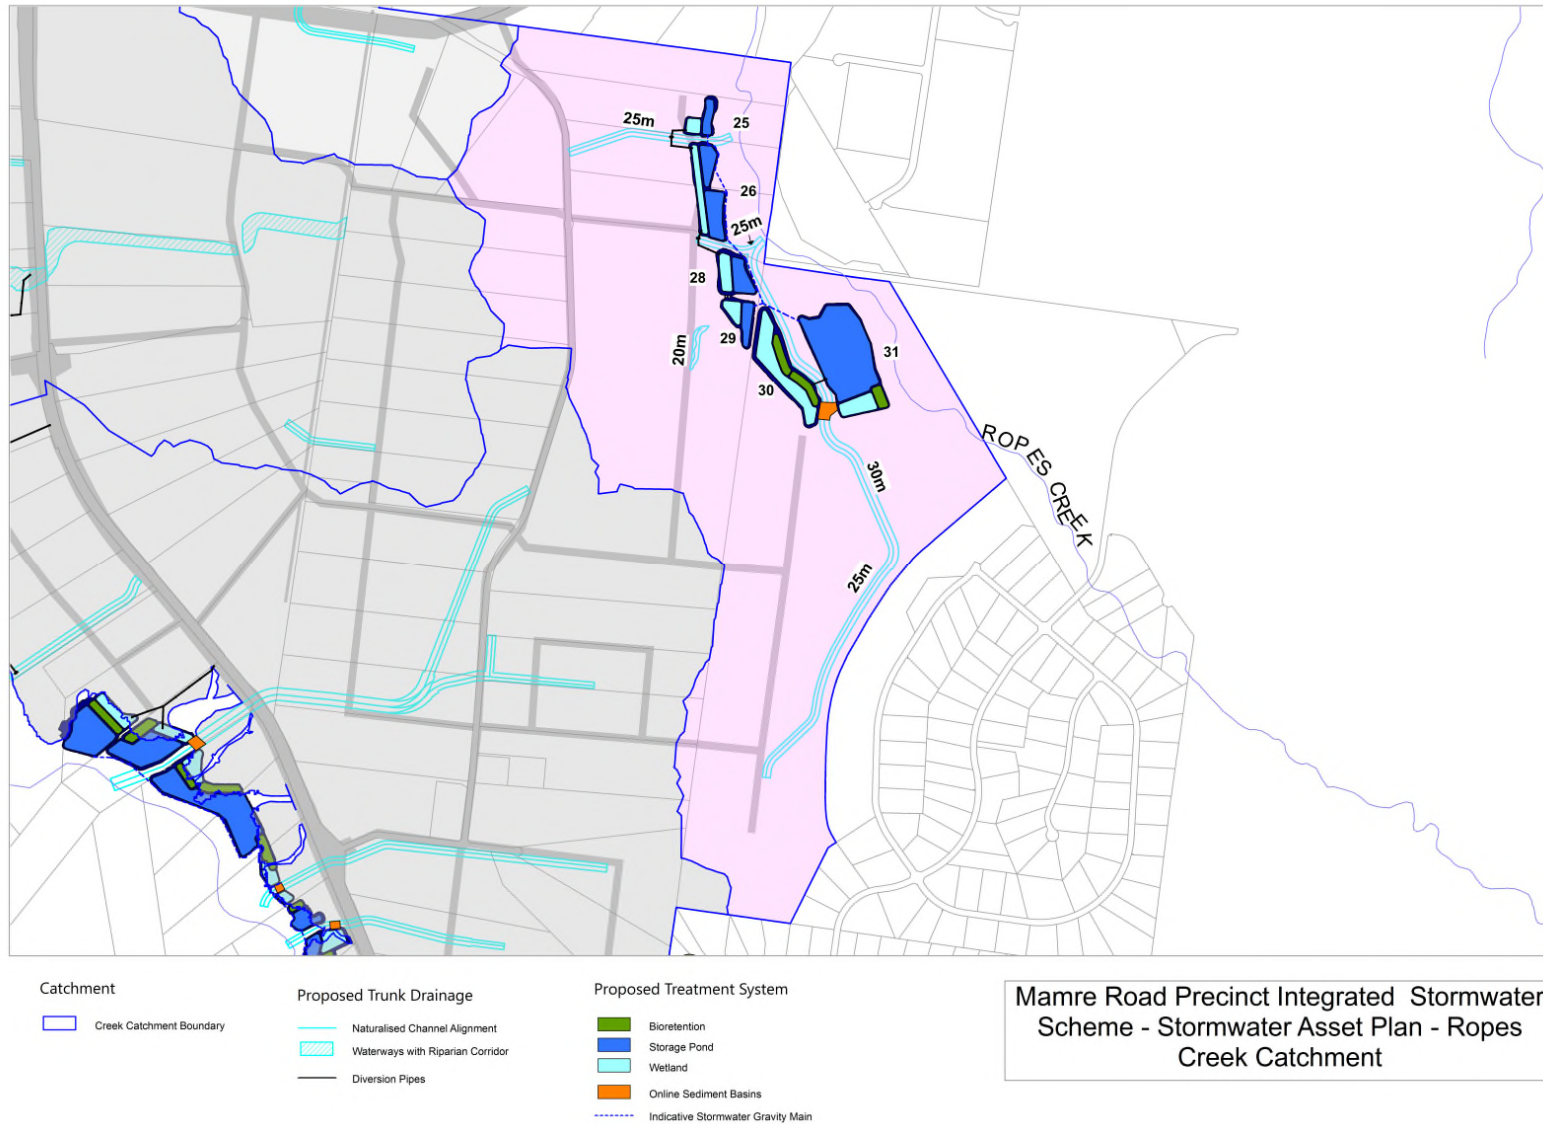 25m
25
26
25m
28
29
20m
30
31
ROPES CREEK
30m
25m
Catchment
Creek Catchment Boundary
Proposed Trunk Drainage
Naturalised Channel Alignment
Waterways with Riparian Corridor
Diversion Pipes
Proposed Treatment System
Bioretention
Storage Pond
Wetland
Online Sediment Basins
Indicative Stormwater Gravity Main
Mamre Road Precinct Integrated Stormwater
Scheme - Stormwater Asset Plan - Ropes
Creek Catchment